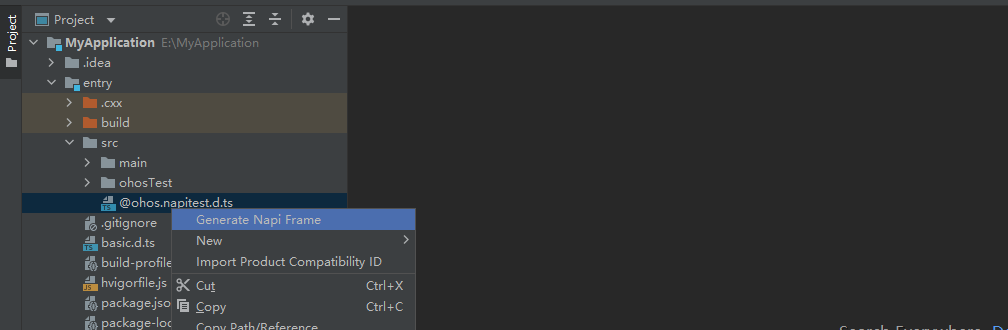 Project
Project
MyApplication E:\MyApplication
.idea
entry
.cxx
build
src
main
ohosTest
@ohos.napitest.d.ts
.gitignore
Generate Napi Frame
basic.d.ts
New
build-profile
Import Product Compatibility ID
hvigorfile.js
Cut Ctrl+X
package.jso
Copy Ctrl+C
package-loc
Copy Path/Reference
Search Everywhere D